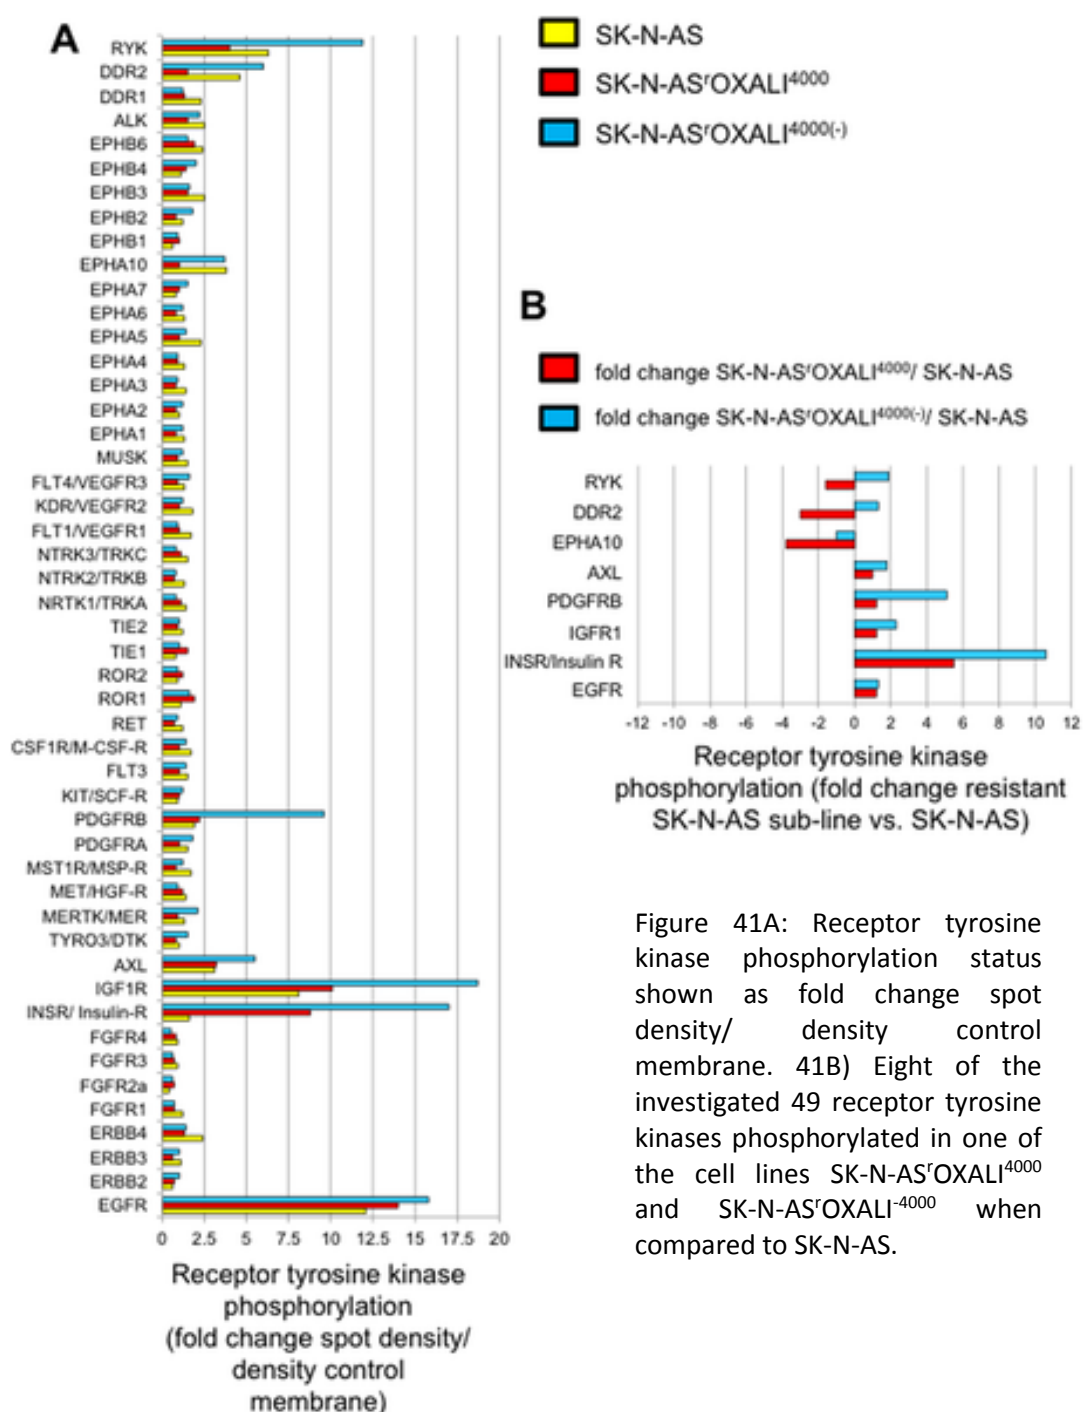 A
SK-N-AS
SK-N-ASʳOXALI⁴⁰⁰⁰
SK-N-ASʳOXALI⁴⁰⁰⁰⁽⁻⁾
RYK
DDR2
DDR1
ALK
EPHB6
EPHB4
EPHB3
EPHB2
EPHB1
EPHA10
EPHA7
EPHA6
EPHA5
EPHA4
EPHA3
EPHA2
EPHA1
MUSK
FLT4/VEGFR3
KDR/VEGFR2
FLT1/VEGFR1
NTRK3/TRKC
NTRK2/TRKB
NRTK1/TRKA
TIE2
TIE1
ROR2
ROR1
RET
CSF1R/M-CSF-R
FLT3
KIT/SCF-R
PDGFRB
PDGFRA
MST1R/MSP-R
MET/HGF-R
MERTK/MER
TYRO3/DTK
AXL
IGF1R
INSR/ Insulin-R
FGFR4
FGFR3
FGFR2a
FGFR1
ERBB4
ERBB3
ERBB2
EGFR
0 2.5 5 7.5 10 12.5 15 17.5 20
Receptor tyrosine kinase
phosphorylation
(fold change spot density/
density control
membrane)
B
fold change SK-N-ASʳOXALI⁴⁰⁰⁰/ SK-N-AS
fold change SK-N-ASʳOXALI⁴⁰⁰⁰⁽⁻⁾/ SK-N-AS
RYK
DDR2
EPHA10
AXL
PDGFRB
IGFR1
INSR/Insulin R
EGFR
-12 -10 -8 -6 -4 -2 0 2 4 6 8 10 12
Receptor tyrosine kinase
phosphorylation (fold change resistant
SK-N-AS sub-line vs. SK-N-AS)
Figure 41A: Receptor tyrosine
kinase phosphorylation status
shown as fold change spot
density/ density control
membrane. 41B) Eight of the
investigated 49 receptor tyrosine
kinases phosphorylated in one of
the cell lines SK-N-ASʳOXALI⁴⁰⁰⁰
and SK-N-ASʳOXALI⁻⁴⁰⁰⁰ when
compared to SK-N-AS.